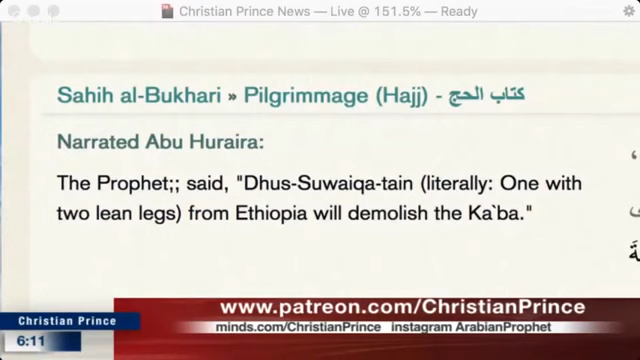 Christian Prince News — Live @ 151.5% — Ready
Sahih al-Bukhari » Pilgrimage (Hajj) - كتاب الحج
Narrated Abu Huraira:
The Prophet;; said, "Dhus-Suwaiqa-tain (literally: One with
two lean legs) from Ethiopia will demolish the Ka`ba."
www.patreon.com/ChristianPrince
Christian Prince
minds.com/ChristianPrince instagram ArabianProphet
6:11